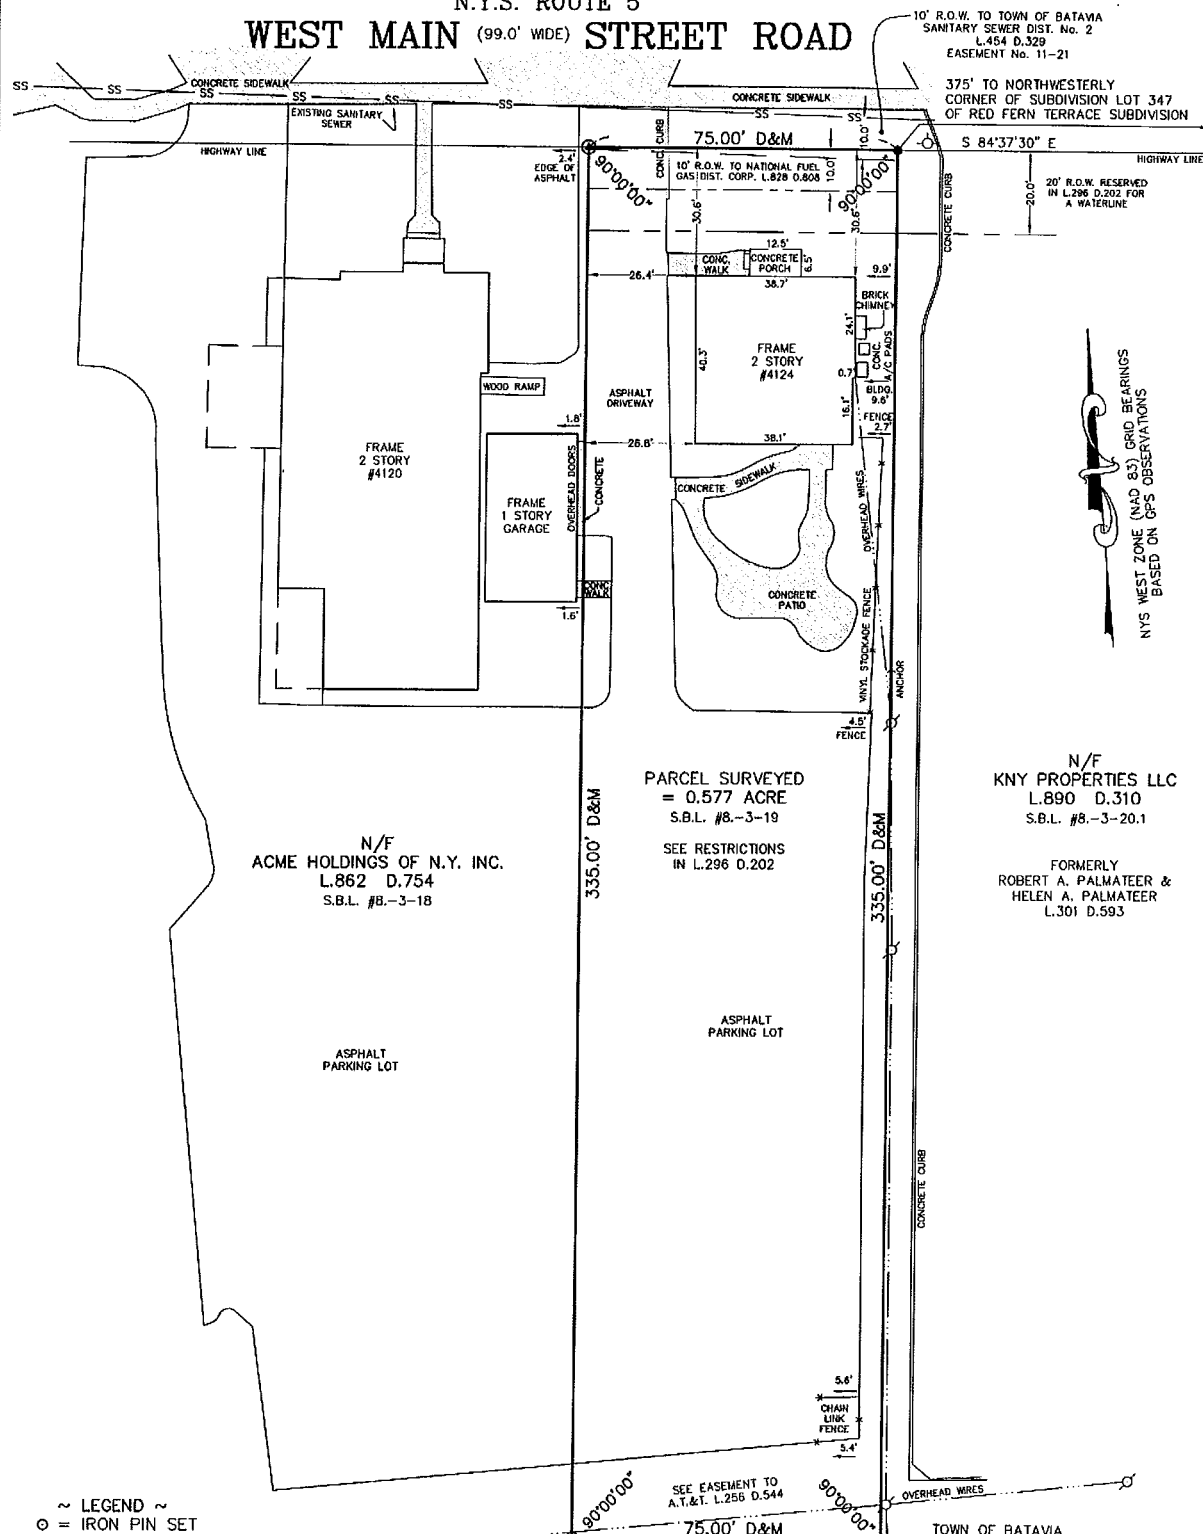 N.Y.S. ROUTE 5
WEST MAIN (99.0' WIDE) STREET ROAD
10' R.O.W. TO TOWN OF BATAVIA
SANITARY SEWER DIST. No. 2
L.454 D.329
EASEMENT No. 11-21
375' TO NORTHWESTERLY
CORNER OF SUBDIVISION LOT 347
OF RED FERN TERRACE SUBDIVISION
SS
CONCRETE SIDEWALK
SS
SS
SS
SS
SS
SS
SS
CONCRETE SIDEWALK
EXISTING SANITARY
SEWER
HIGHWAY LINE
2.4'
EDGE OF
ASPHALT
90°00'00"
CONC. CURB
75.00' D&M
10.0'
S 84°37'30" E
HIGHWAY LINE
10' R.O.W. TO NATIONAL FUEL
GAS DIST. CORP. L.828 D.808
10.0'
90°00'00"
30.6'
30.6'
CONCRETE CURB
20.0'
20' R.O.W. RESERVED
IN L.296 D.202 FOR
A WATERLINE
12.5'
CONC.
WALK
CONCRETE
PORCH
6.5'
26.4'
38.7'
9.9'
BRICK
CHIMNEY
24.1'
CONC.
A/C PADS
FRAME
2 STORY
#4124
40.3'
0.7'
BLDG.
9.6'
16.1'
FENCE
2.7'
38.1'
WOOD RAMP
ASPHALT
DRIVEWAY
1.8'
26.6'
FRAME
2 STORY
#4120
FRAME
1 STORY
GARAGE
OVERHEAD DOORS
CONCRETE
CONC.
WALK
1.6'
CONCRETE SIDEWALK
CONCRETE
PATIO
OVERHEAD WIRES
VINYL STOCKADE FENCE
ANCHOR
4.5'
FENCE
NYS WEST ZONE (NAD 83) GRID BEARINGS
BASED ON GPS OBSERVATIONS
N/F
KNY PROPERTIES LLC
L.890 D.310
S.B.L. #8.-3-20.1
FORMERLY
ROBERT A. PALMATEER &
HELEN A. PALMATEER
L.301 D.593
PARCEL SURVEYED
= 0.577 ACRE
S.B.L. #8.-3-19
SEE RESTRICTIONS
IN L.296 D.202
335.00' D&M
335.00' D&M
N/F
ACME HOLDINGS OF N.Y. INC.
L.862 D.754
S.B.L. #8.-3-18
ASPHALT
PARKING LOT
ASPHALT
PARKING LOT
CONCRETE CURB
5.6'
CHAIN
LINK
FENCE
5.4'
90°00'00"
SEE EASEMENT TO
A.T.&T. L.256 D.544
90°00'00"
OVERHEAD WIRES
75.00' D&M
TOWN OF BATAVIA
~ LEGEND ~
⊙ = IRON PIN SET